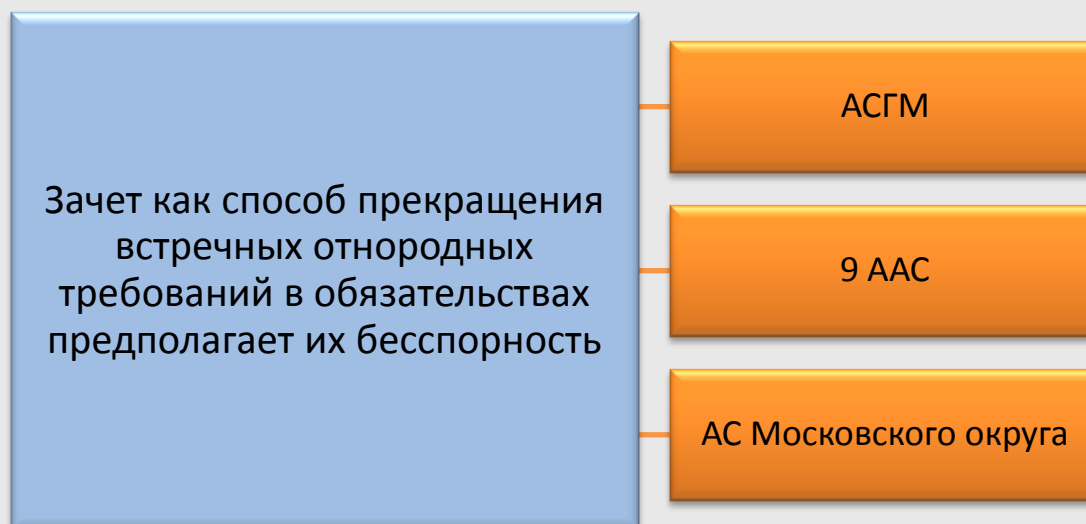 Зачет как способ прекращения
встречных отнородных
требований в обязательствах
предполагает их бесспорность
АСГМ
9 ААС
АС Московского округа